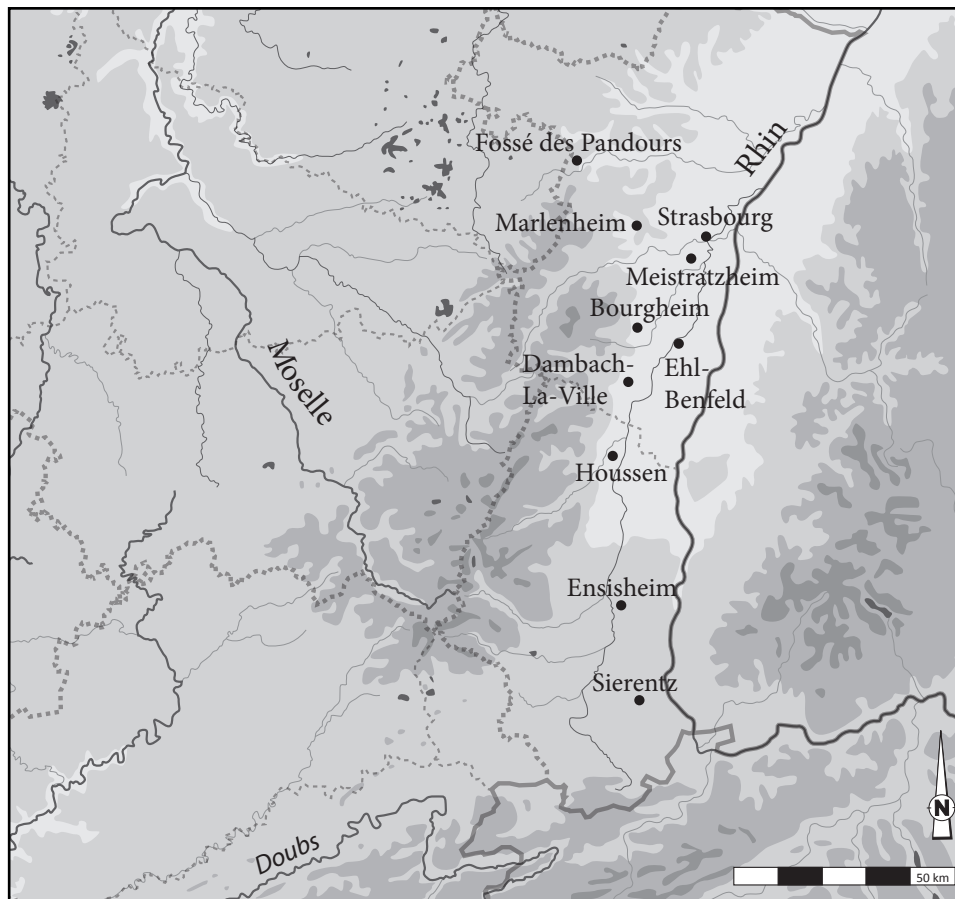 Fossé des Pandours
Rhin
Marlenheim
Strasbourg
Meistratzheim
Bourgheim
Dambach-
La-Ville
Ehl-
Benfeld
Moselle
Houssen
Ensisheim
Sierentz
Doubs
N
50 km